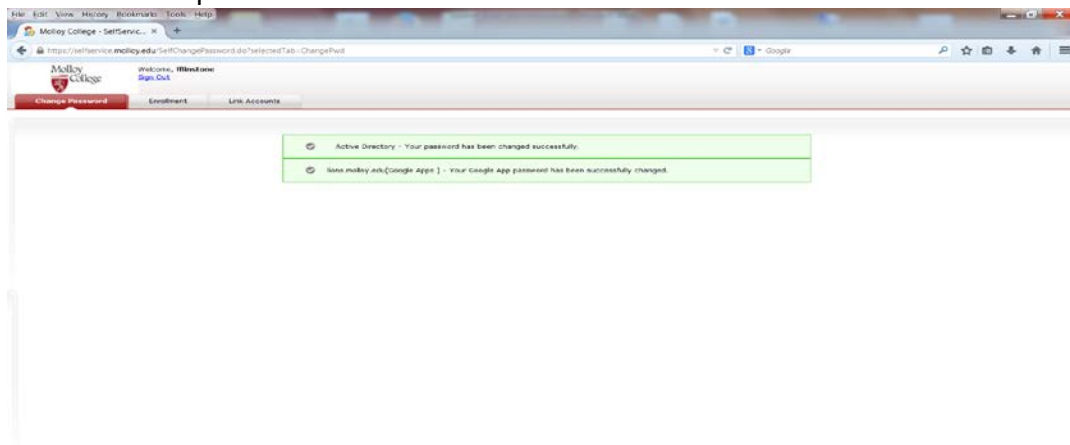 File Edit View History Bookmarks Tools Help
Molloy College - SelfServic... × +
https://selfservice.molloy.edu/SelfChangePassword.do?selectedTab=ChangePwd
Google
Molloy College
Welcome, fflinstone
Sign Out
Change Password Enrollment Link Accounts
Active Directory - Your password has been changed successfully.
lions.molloy.edu[Google Apps ] - Your Google App password has been successfully changed.